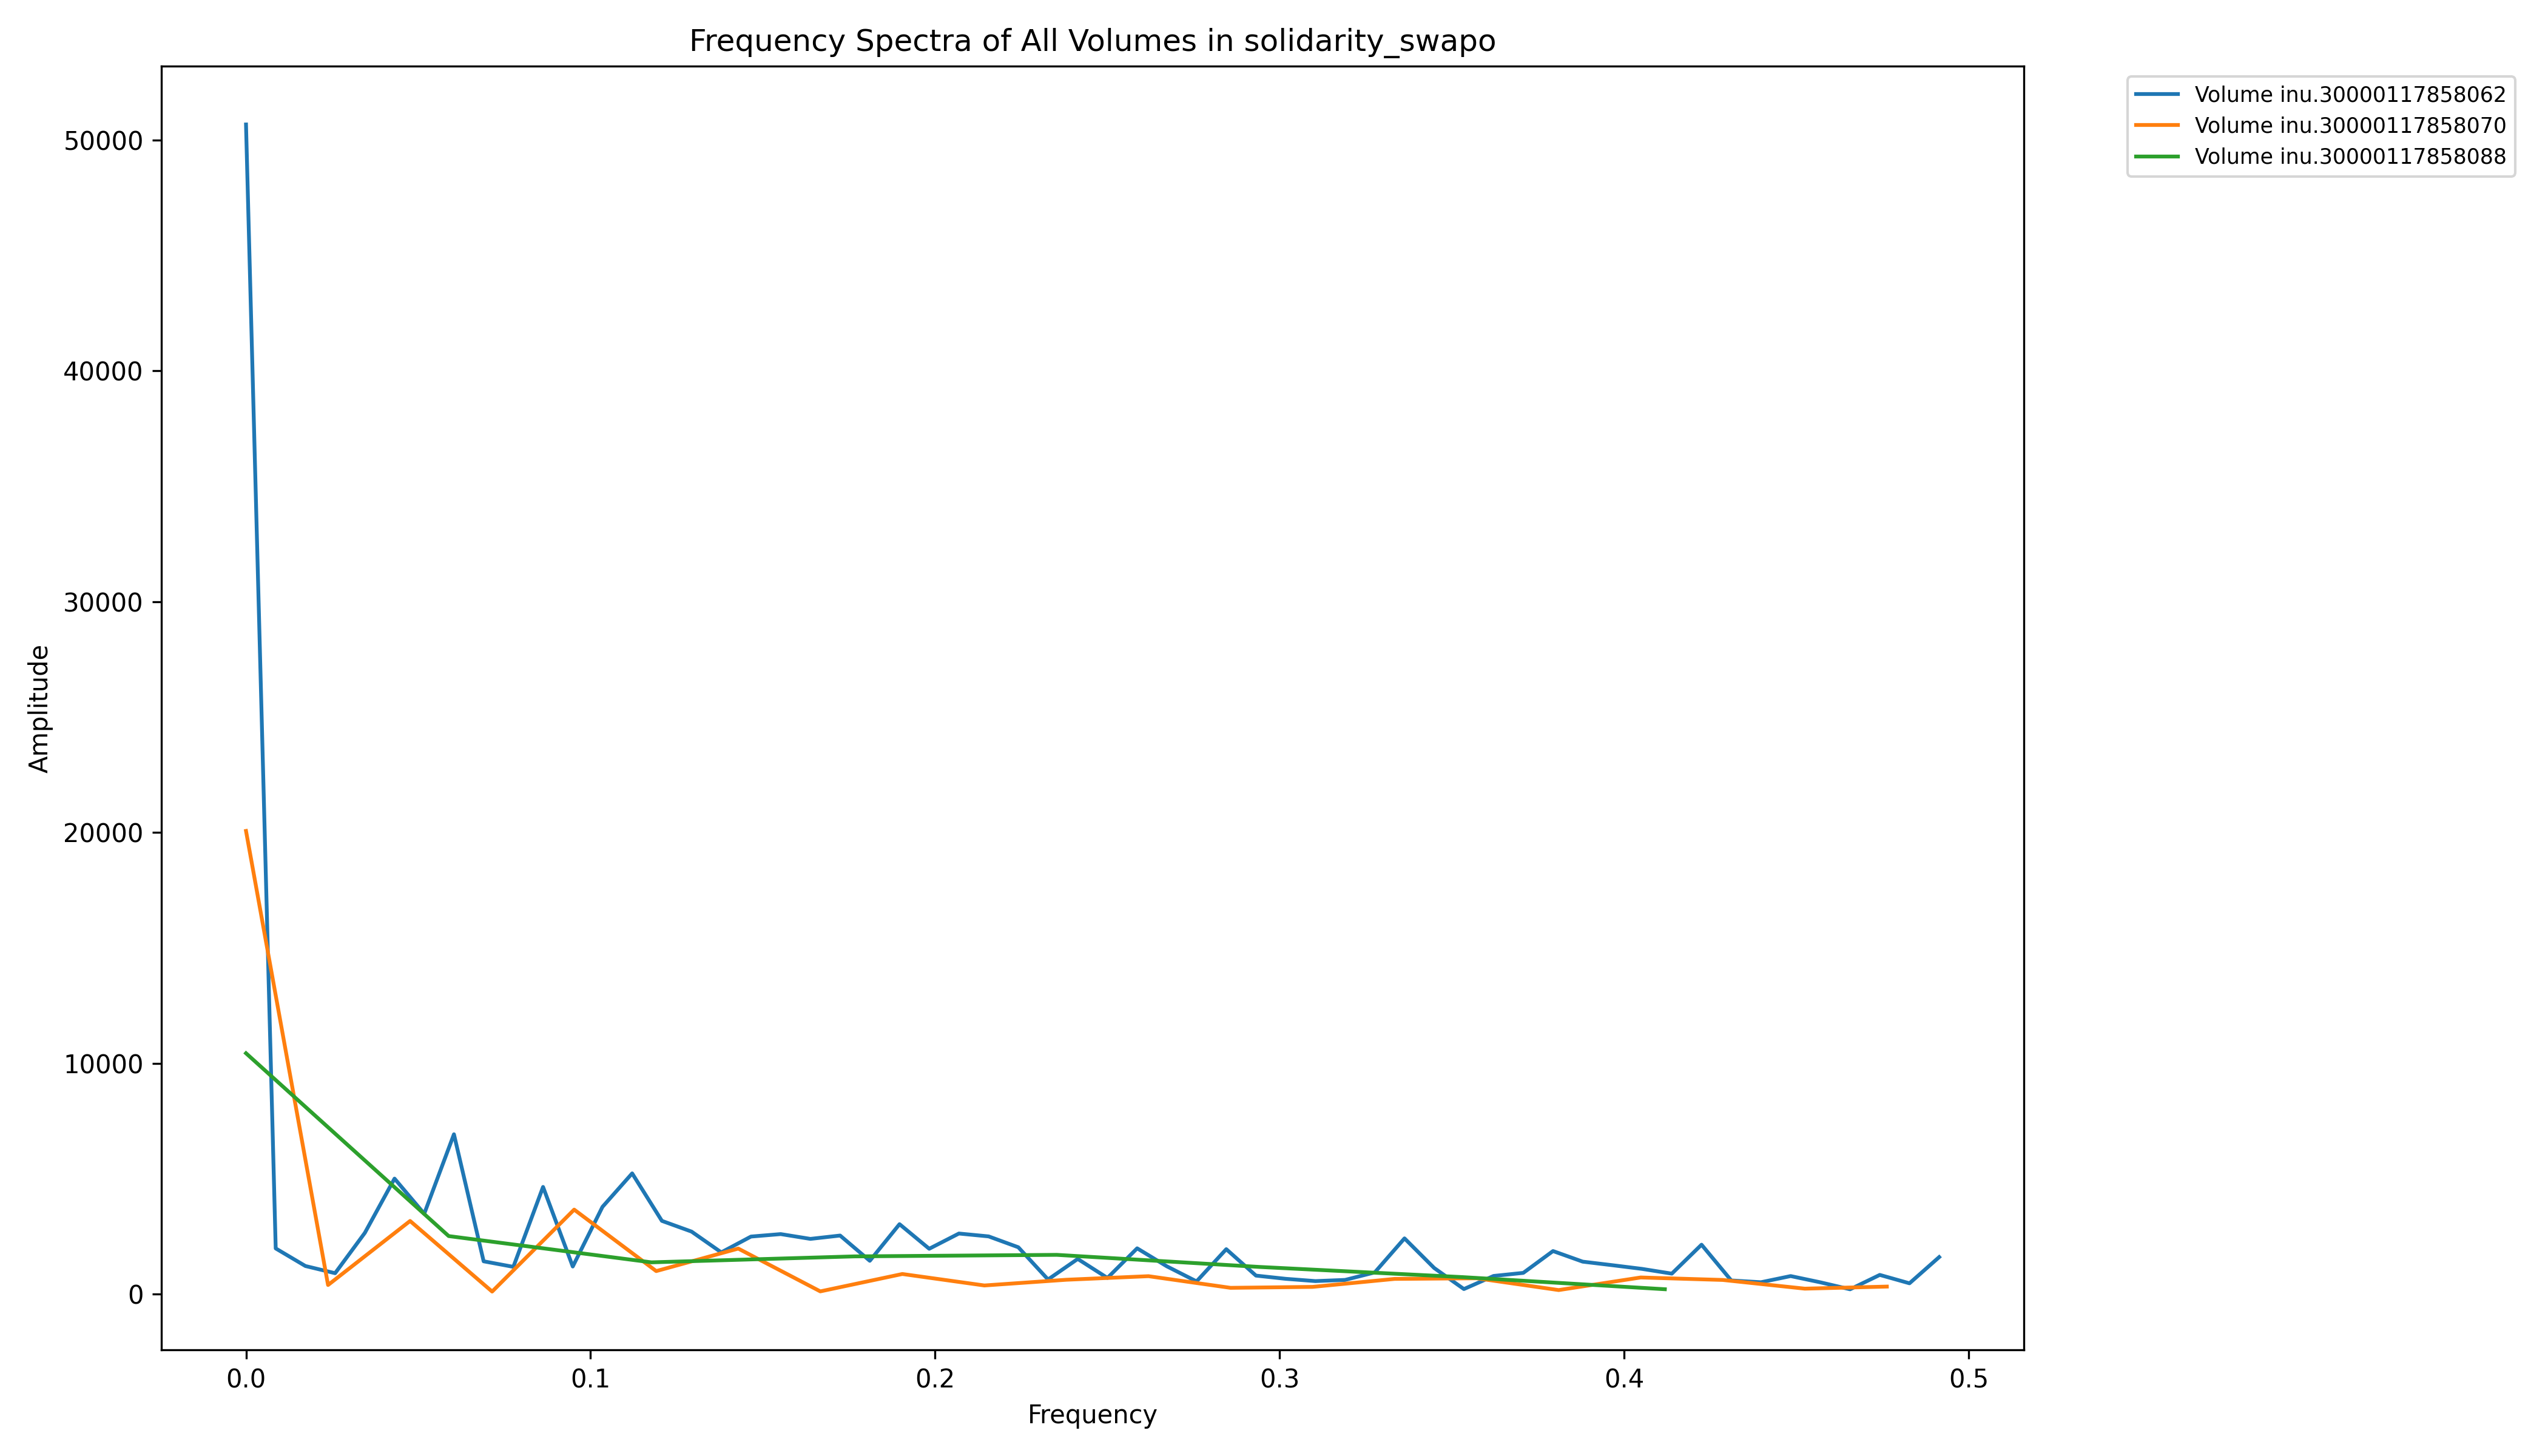 Frequency Spectra of All Volumes in solidarity_swapo
Volume inu.30000117858062
Volume inu.30000117858070
Volume inu.30000117858088
50000
40000
30000
20000
10000
0
Amplitude
0.0 0.1 0.2 0.3 0.4 0.5
Frequency